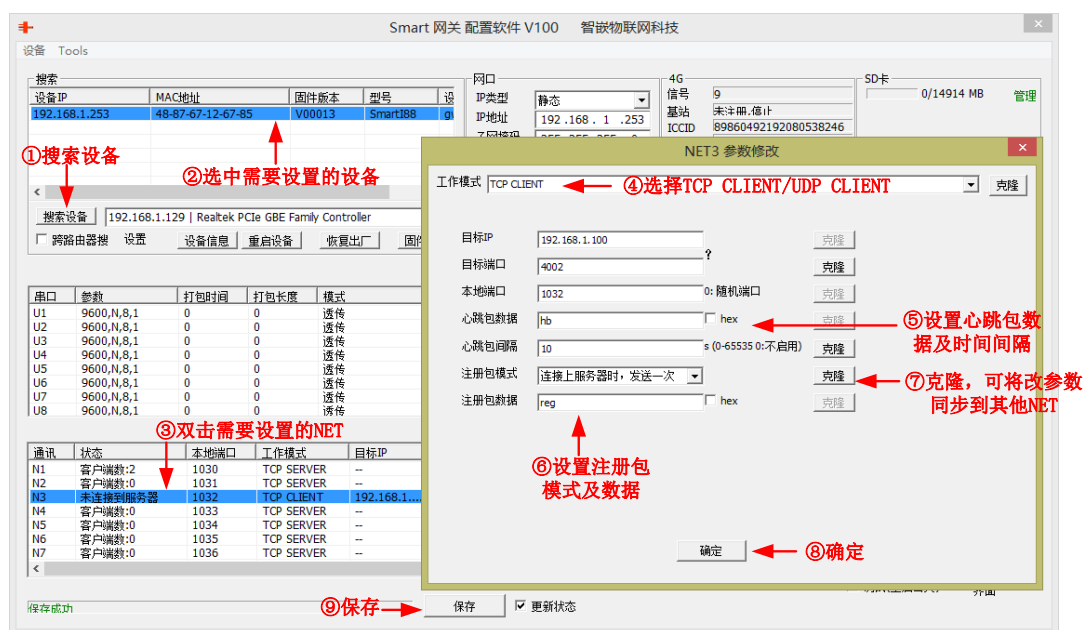 Smart 网关 配置软件 V100 智嵌物联网科技
设备 Tools
搜索
设备IP MAC地址 固件版本 型号 设
192.168.1.253 48-87-67-12-67-85 V00013 SmartI88
①搜索设备
②选中需要设置的设备
搜索设备 192.168.1.129 | Realtek PCIe GBE Family Controller
跨路由器搜 设置 设备信息 重启设备 恢复出厂
网口
IP类型 静态
IP地址 192 .168 . 1 .253
子网掩码
4G
信号 9
基站 未注册,值止
ICCID 89860492192080538246
SD卡
0/14914 MB 管理
串口 参数 打包时间 打包长度 模式
U1 9600,N,8,1 0 0 透传
U2 9600,N,8,1 0 0 透传
U3 9600,N,8,1 0 0 透传
U4 9600,N,8,1 0 0 透传
U5 9600,N,8,1 0 0 透传
U6 9600,N,8,1 0 0 透传
U7 9600,N,8,1 0 0 透传
U8 9600,N,8,1 0 0 透传
③双击需要设置的NET
通讯 状态 本地端口 工作模式 目标IP
N1 客户端数:2 1030 TCP SERVER --
N2 客户端数:0 1031 TCP SERVER --
N3 未连接到服务器 1032 TCP CLIENT 192.168.1....
N4 客户端数:0 1033 TCP SERVER --
N5 客户端数:0 1034 TCP SERVER --
N6 客户端数:0 1035 TCP SERVER --
N7 客户端数:0 1036 TCP SERVER --
NET3 参数修改
工作模式 TCP CLIENT ④选择TCP CLIENT/UDP CLIENT 克隆
目标IP 192.168.1.100 克隆
?
目标端口 4002 克隆
本地端口 1032 0: 随机端口 克隆
心跳包数据 hb hex 克隆
⑤设置心跳包数
据及时间间隔
心跳包间隔 10 s (0-65535 0:不启用) 克隆
注册包模式 连接上服务器时，发送一次 克隆
⑦克隆，可将改参数
同步到其他NET
注册包数据 reg hex 克隆
⑥设置注册包
模式及数据
确定 ⑧确定
保存成功 ⑨保存 保存 更新状态
界面